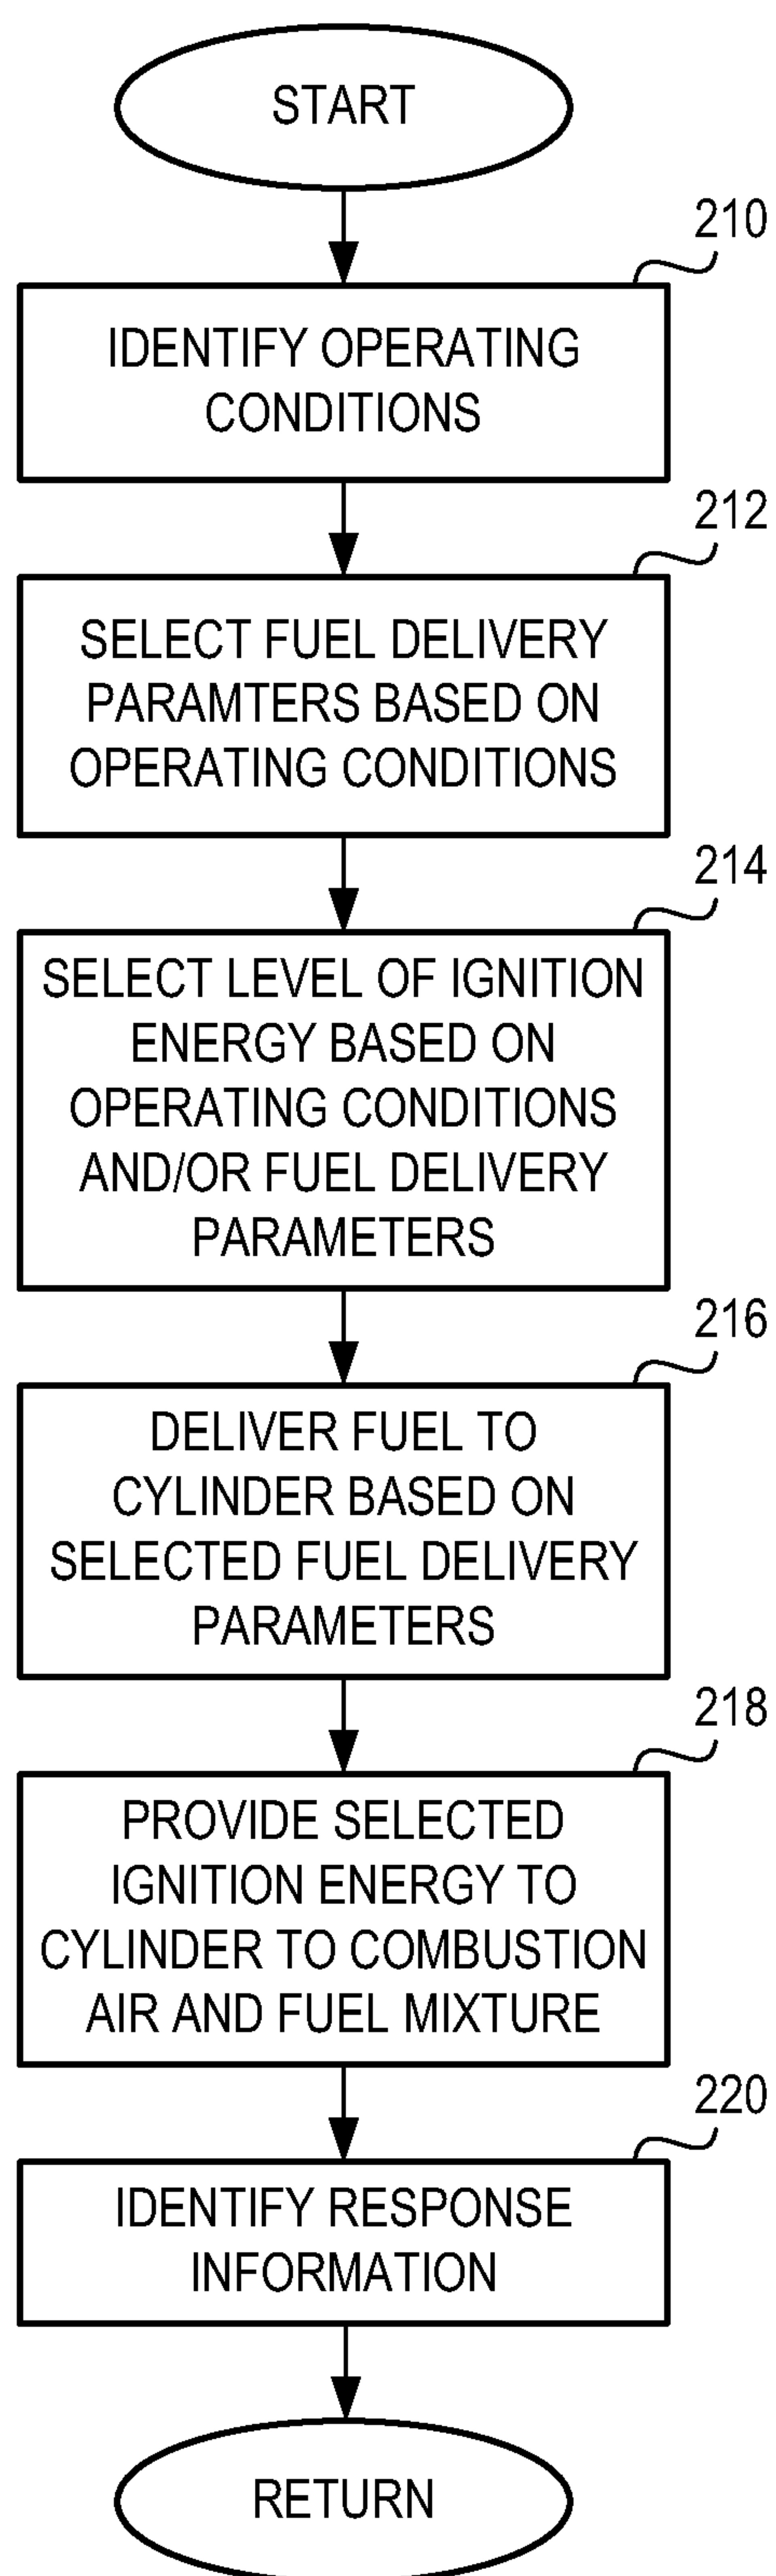 START
210
IDENTIFY OPERATING
CONDITIONS
212
SELECT FUEL DELIVERY
PARAMTERS BASED ON
OPERATING CONDITIONS
214
SELECT LEVEL OF IGNITION
ENERGY BASED ON
OPERATING CONDITIONS
AND/OR FUEL DELIVERY
PARAMETERS
216
DELIVER FUEL TO
CYLINDER BASED ON
SELECTED FUEL DELIVERY
PARAMETERS
218
PROVIDE SELECTED
IGNITION ENERGY TO
CYLINDER TO COMBUSTION
AIR AND FUEL MIXTURE
220
IDENTIFY RESPONSE
INFORMATION
RETURN